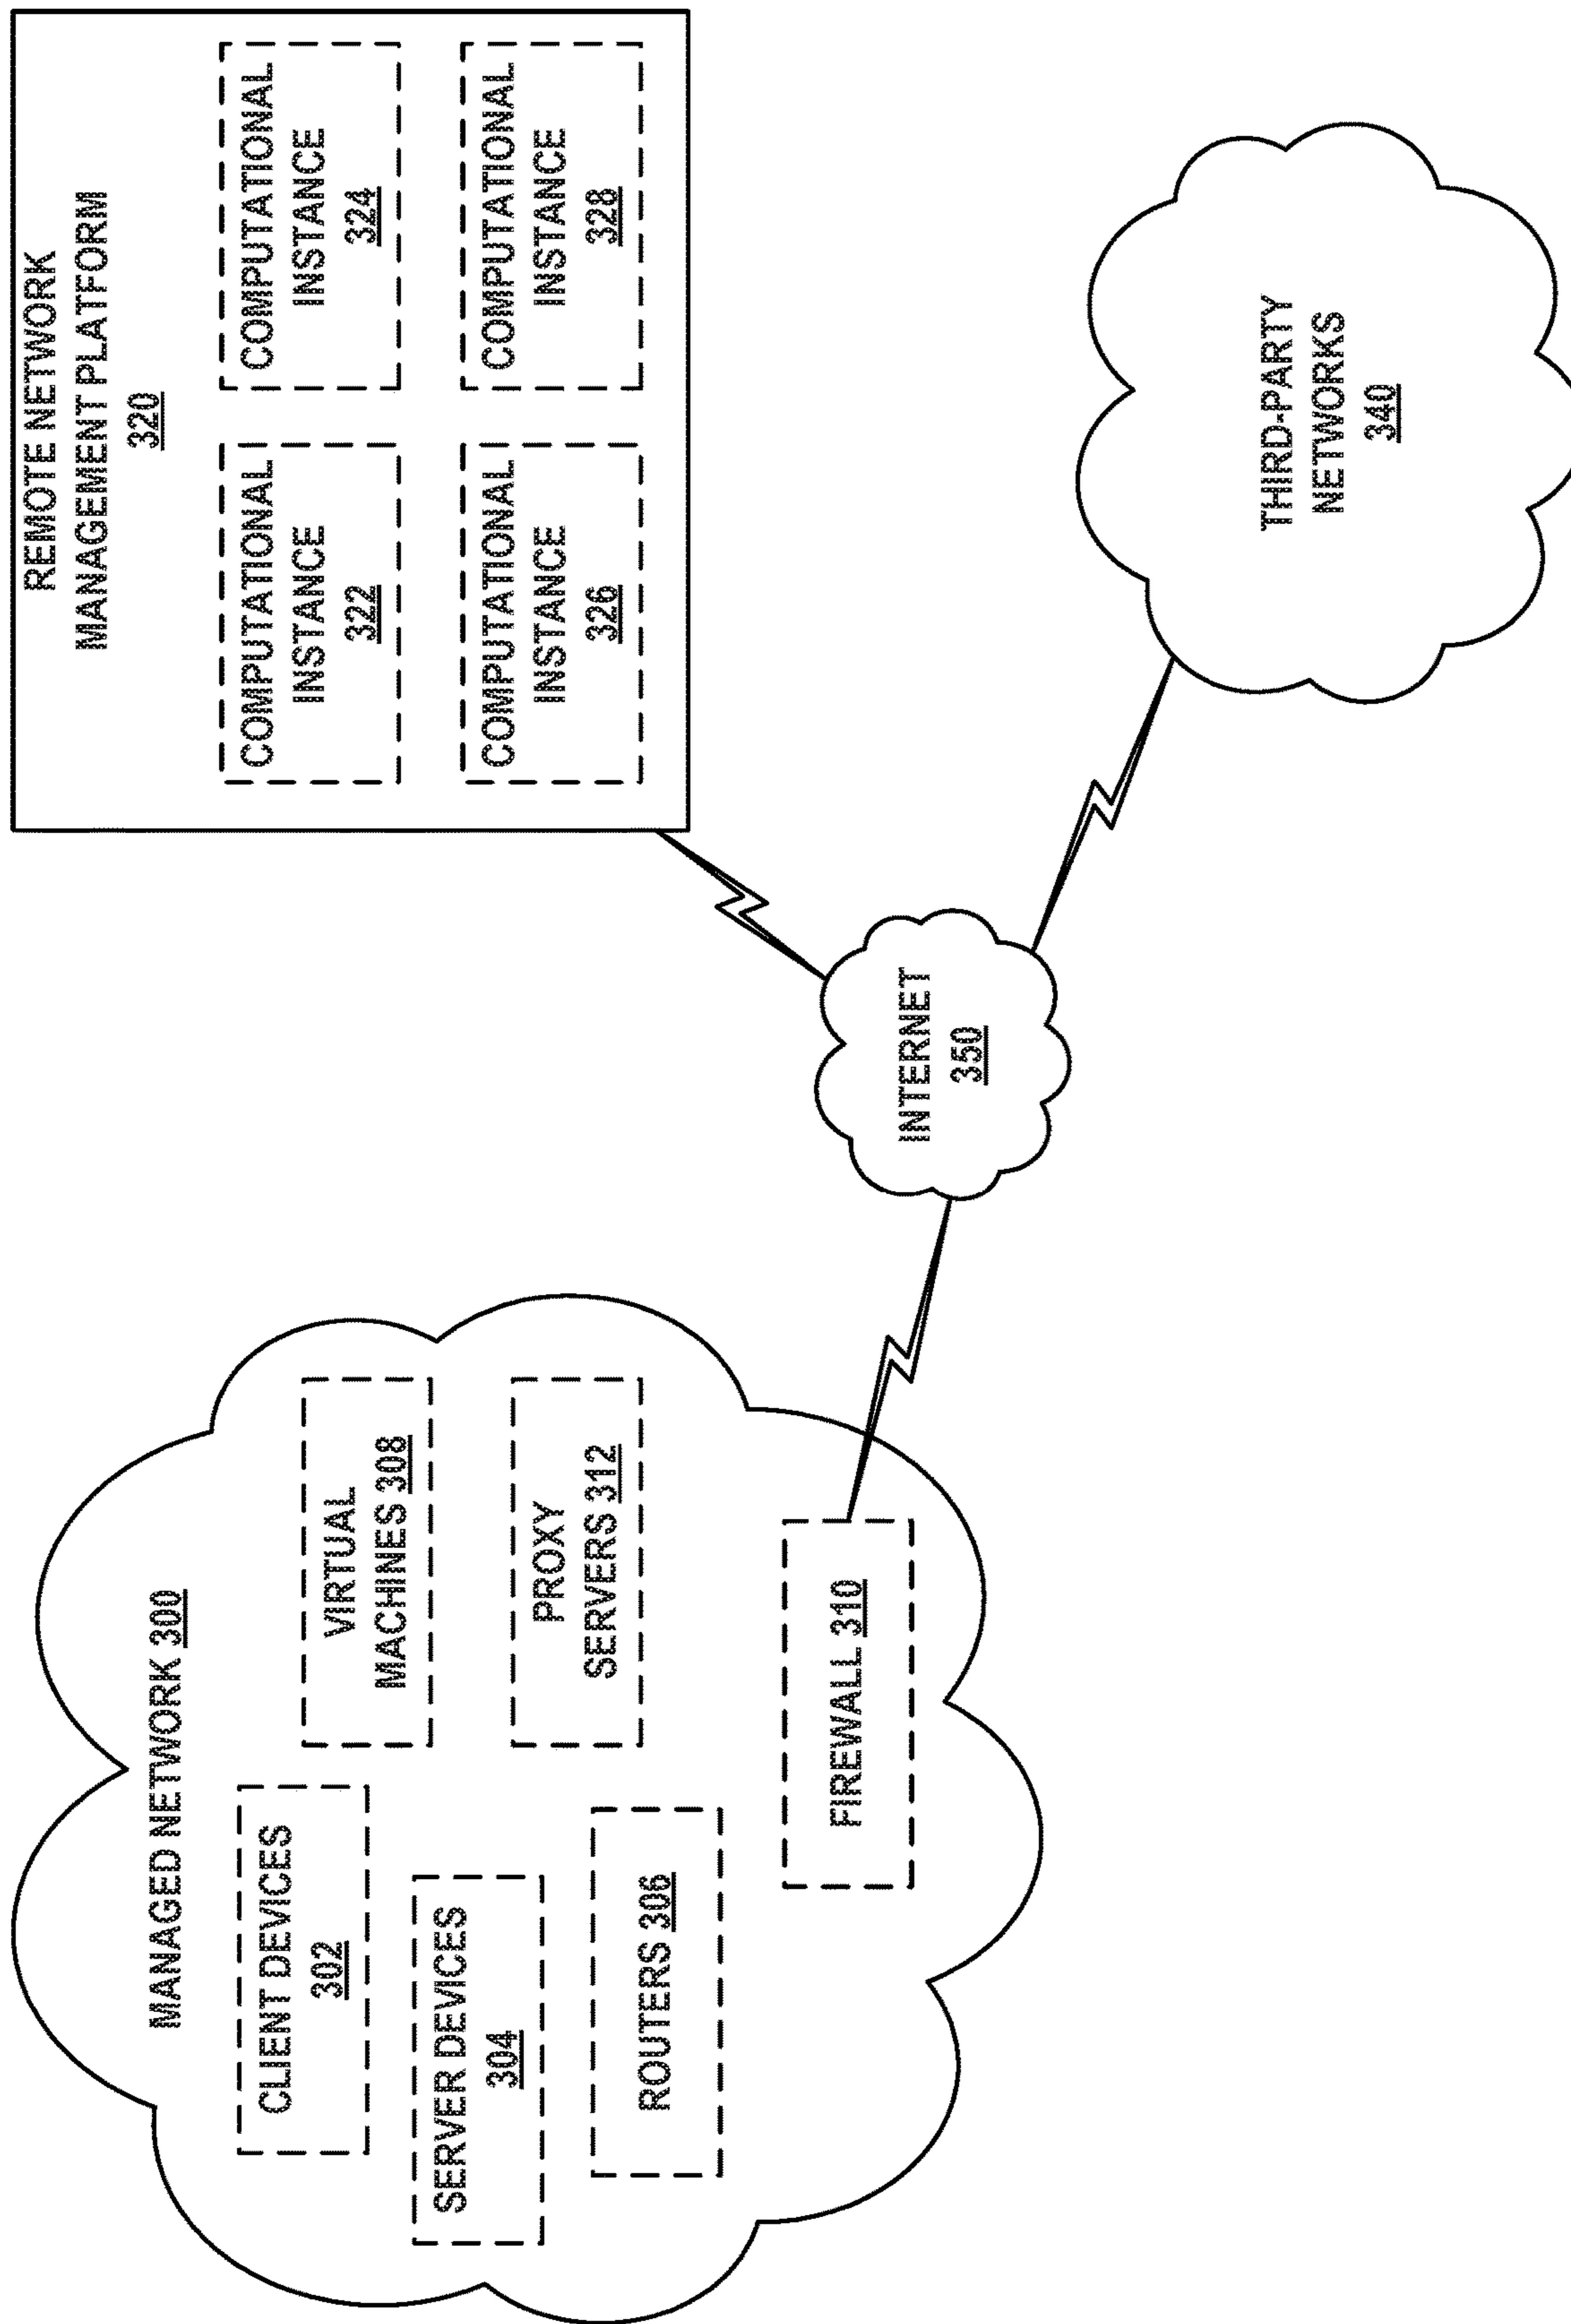 MANAGED NETWORK 300
CLIENT DEVICES
302
SERVER DEVICES
304
ROUTERS 306
VIRTUAL
MACHINES 308
PROXY
SERVERS 312
FIREWALL 310
INTERNET
350
REMOTE NETWORK
MANAGEMENT PLATFORM
320
COMPUTATIONAL
INSTANCE
322
COMPUTATIONAL
INSTANCE
324
COMPUTATIONAL
INSTANCE
326
COMPUTATIONAL
INSTANCE
328
THIRD-PARTY
NETWORKS
340